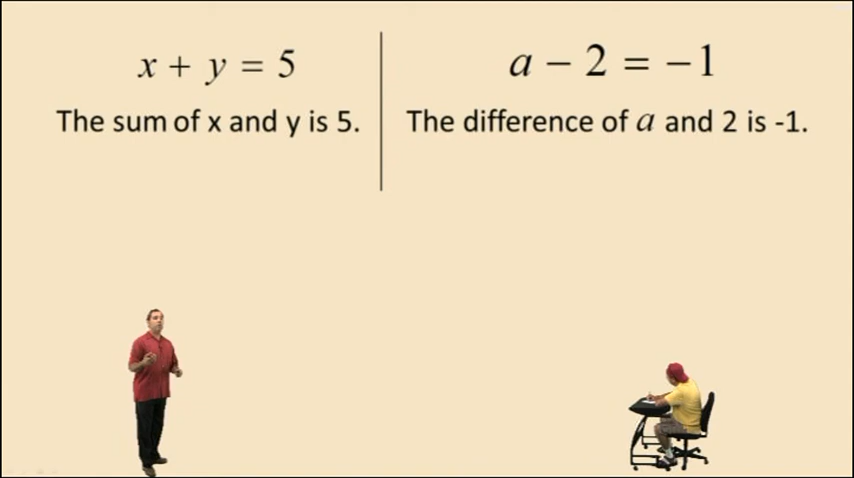 x + y = 5
The sum of x and y is 5.
a − 2 = −1
The difference of a and 2 is -1.